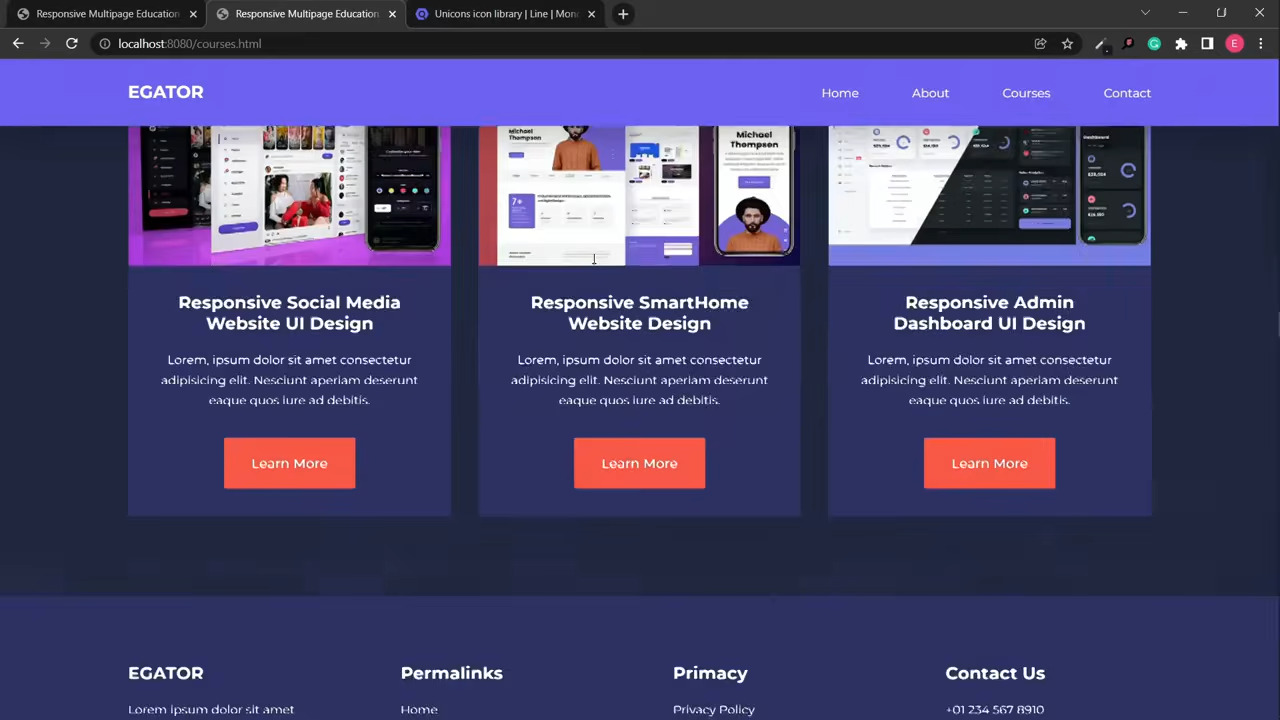 Responsive Multipage Education
Responsive Multipage Education
Unicons icon library | Line | Mon
localhost:8080/courses.html
E
EGATOR
Home
About
Courses
Contact
Michael
Thompson
Michael
Thompson
7+
Dashboard
Responsive Social Media
Website UI Design
Lorem, ipsum dolor sit amet consectetur
adipisicing elit. Nesciunt aperiam deserunt
eaque quos iure ad debitis.
Learn More
Responsive SmartHome
Website Design
Lorem, ipsum dolor sit amet consectetur
adipisicing elit. Nesciunt aperiam deserunt
eaque quos iure ad debitis.
Learn More
Responsive Admin
Dashboard UI Design
Lorem, ipsum dolor sit amet consectetur
adipisicing elit. Nesciunt aperiam deserunt
eaque quos iure ad debitis.
Learn More
EGATOR
Lorem ipsum dolor sit amet
Permalinks
Home
Primacy
Privacy Policy
Contact Us
+01 234 567 8910